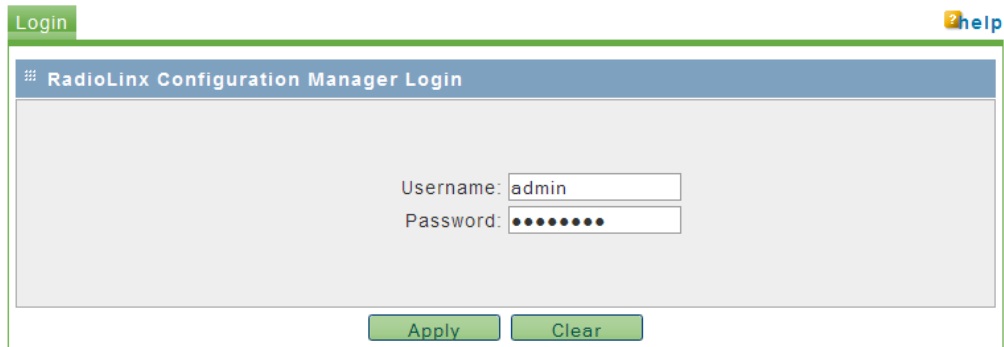 Login
?help
RadioLinx Configuration Manager Login
Username: admin
Password: ●●●●●●●●
Apply Clear